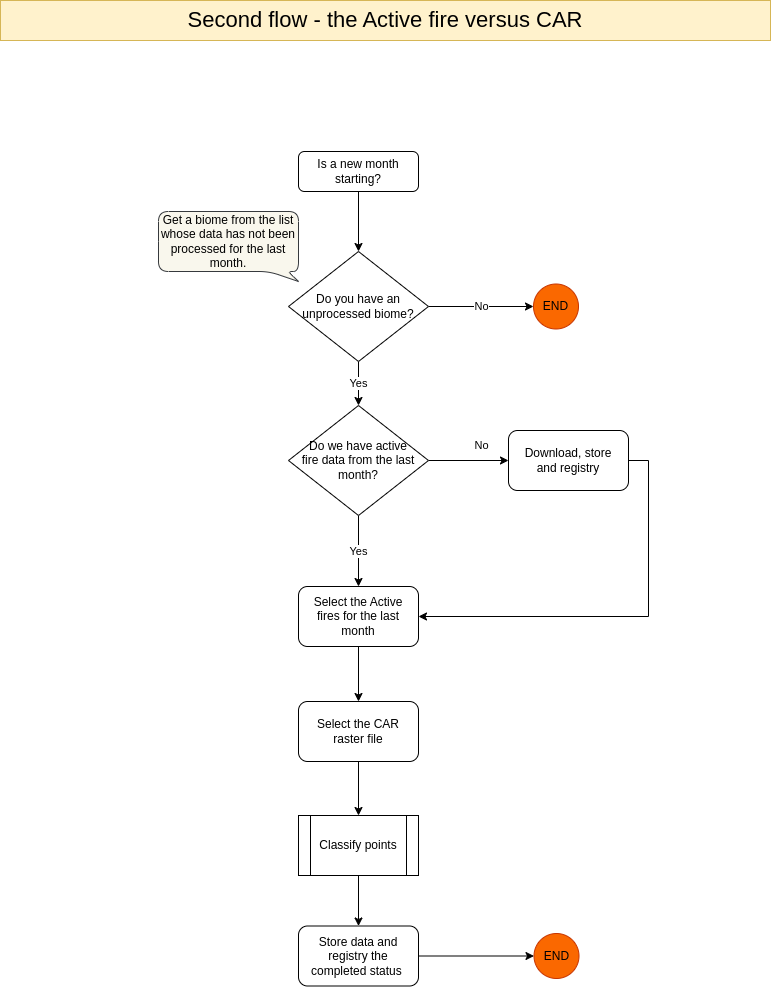 Second flow - the Active fire versus CAR
Is a new month
starting?
Get a biome from the list
whose data has not been
processed for the last
month.
Do you have an
unprocessed biome?
No
END
Yes
Do we have active
fire data from the last
month?
No
Download, store
and registry
Yes
Select the Active
fires for the last
month
Select the CAR
raster file
Classify points
Store data and
registry the
completed status
END